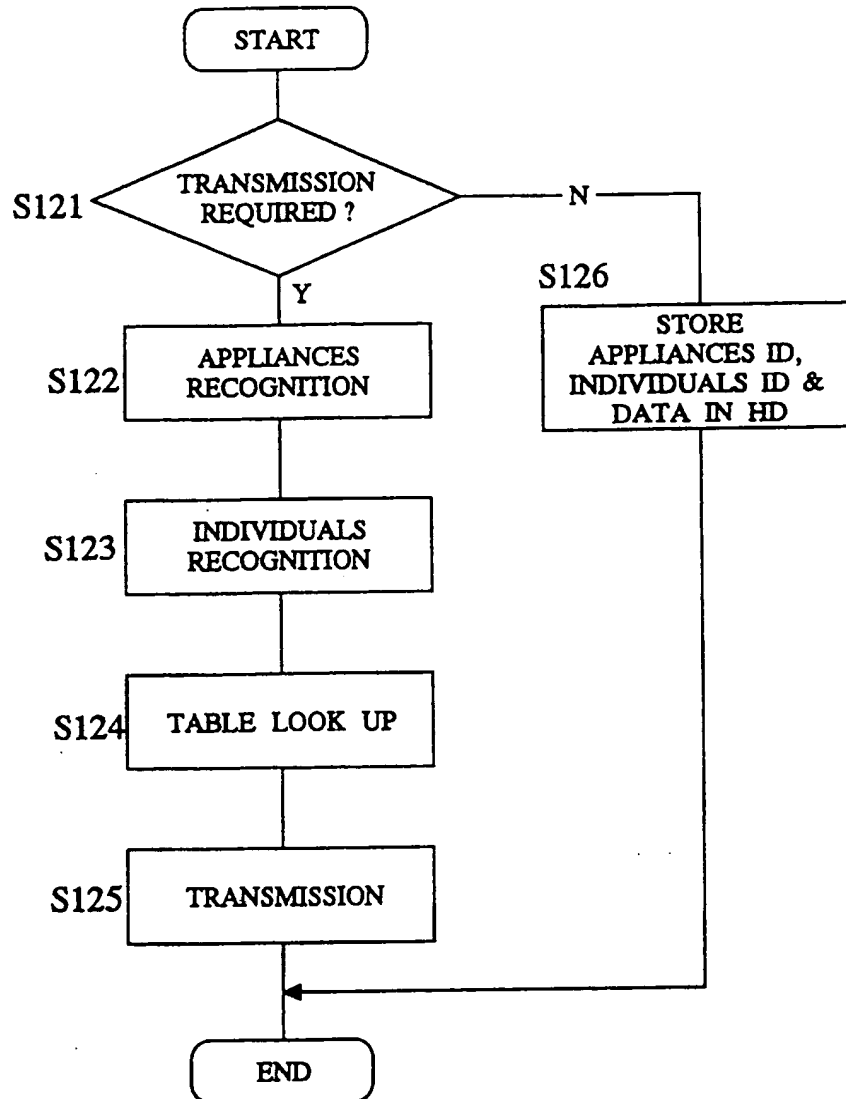 START
S121
TRANSMISSION
REQUIRED ?
N
Y
S126
STORE
APPLIANCES ID,
INDIVIDUALS ID &
DATA IN HD
S122
APPLIANCES
RECOGNITION
S123
INDIVIDUALS
RECOGNITION
S124
TABLE LOOK UP
S125
TRANSMISSION
END